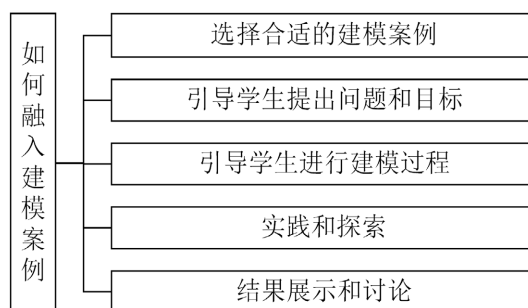 如何融入建模案例
选择合适的建模案例
引导学生提出问题和目标
引导学生进行建模过程
实践和探索
结果展示和讨论